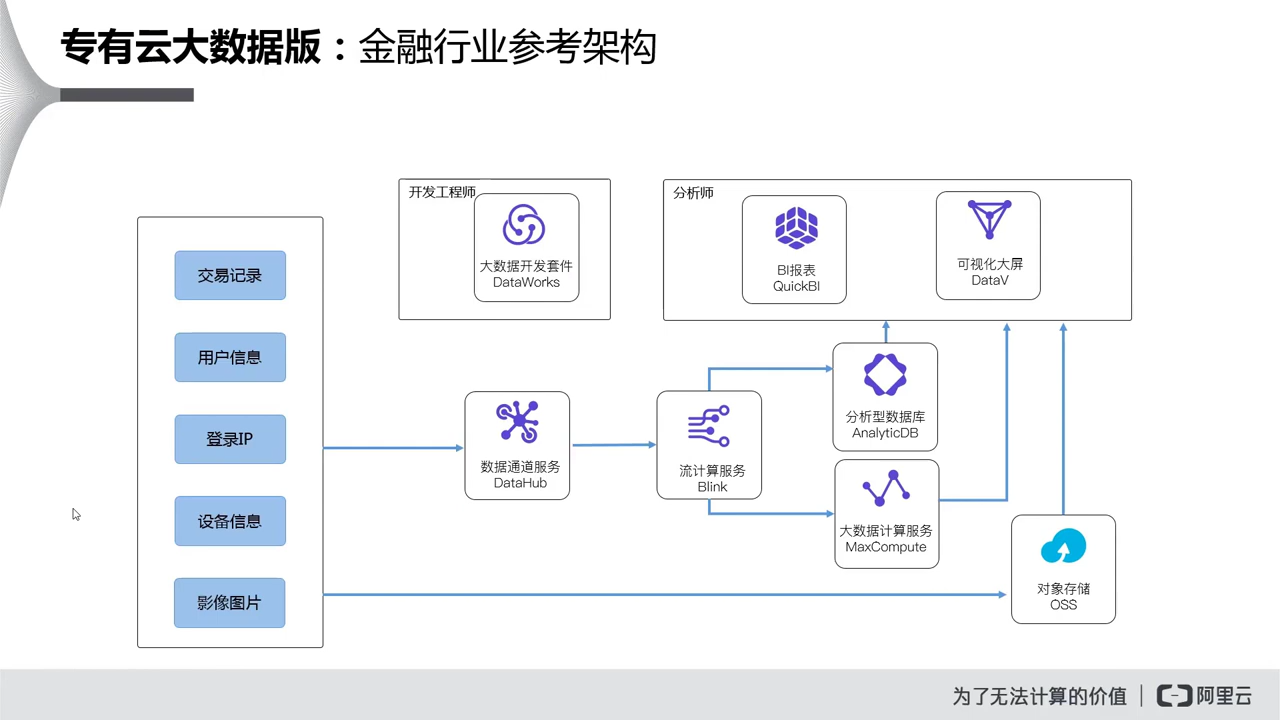 专有云大数据版：金融行业参考架构
开发工程师
大数据开发套件
DataWorks
分析师
BI报表
QuickBI
可视化大屏
DataV
交易记录
用户信息
登录IP
设备信息
影像图片
数据通道服务
DataHub
流计算服务
Blink
分析型数据库
AnalyticDB
大数据计算服务
MaxCompute
对象存储
OSS
为了无法计算的价值
阿里云